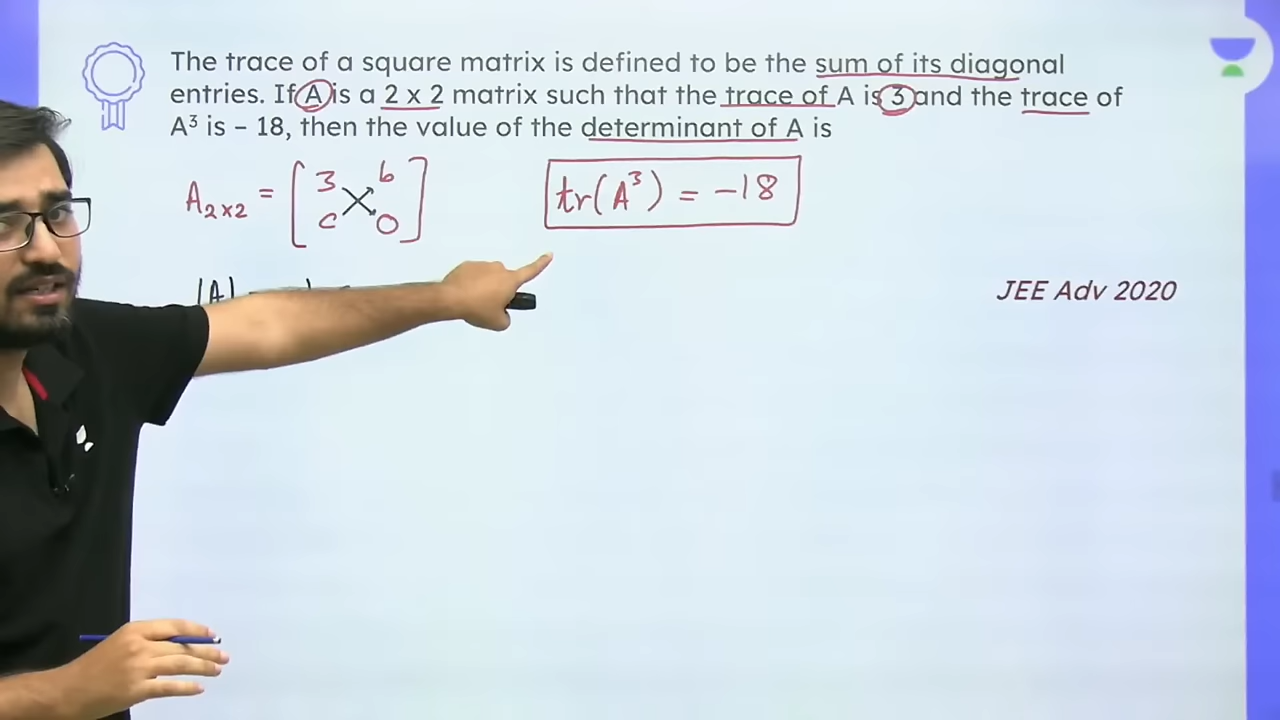 The trace of a square matrix is defined to be the sum of its diagonal
entries. If A is a 2 x 2 matrix such that the trace of A is 3 and the trace of
A³ is – 18, then the value of the determinant of A is
A₂ₓ₂ = [3 b
c 0]
tr(A³) = -18
|A|
JEE Adv 2020